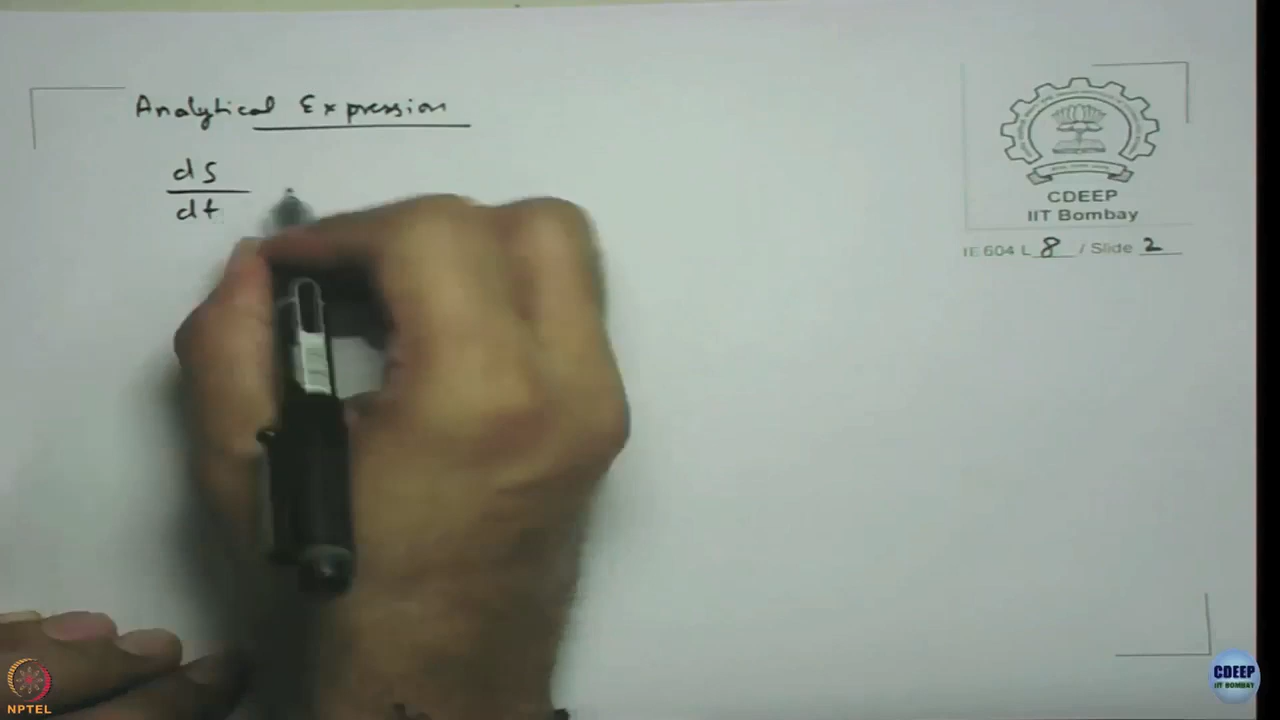 Analytical Expression
dS
dt
CDEEP
IIT Bombay
IE 604 L 8 / Slide 2
NPTEL
CDEEP
IIT BOMBAY